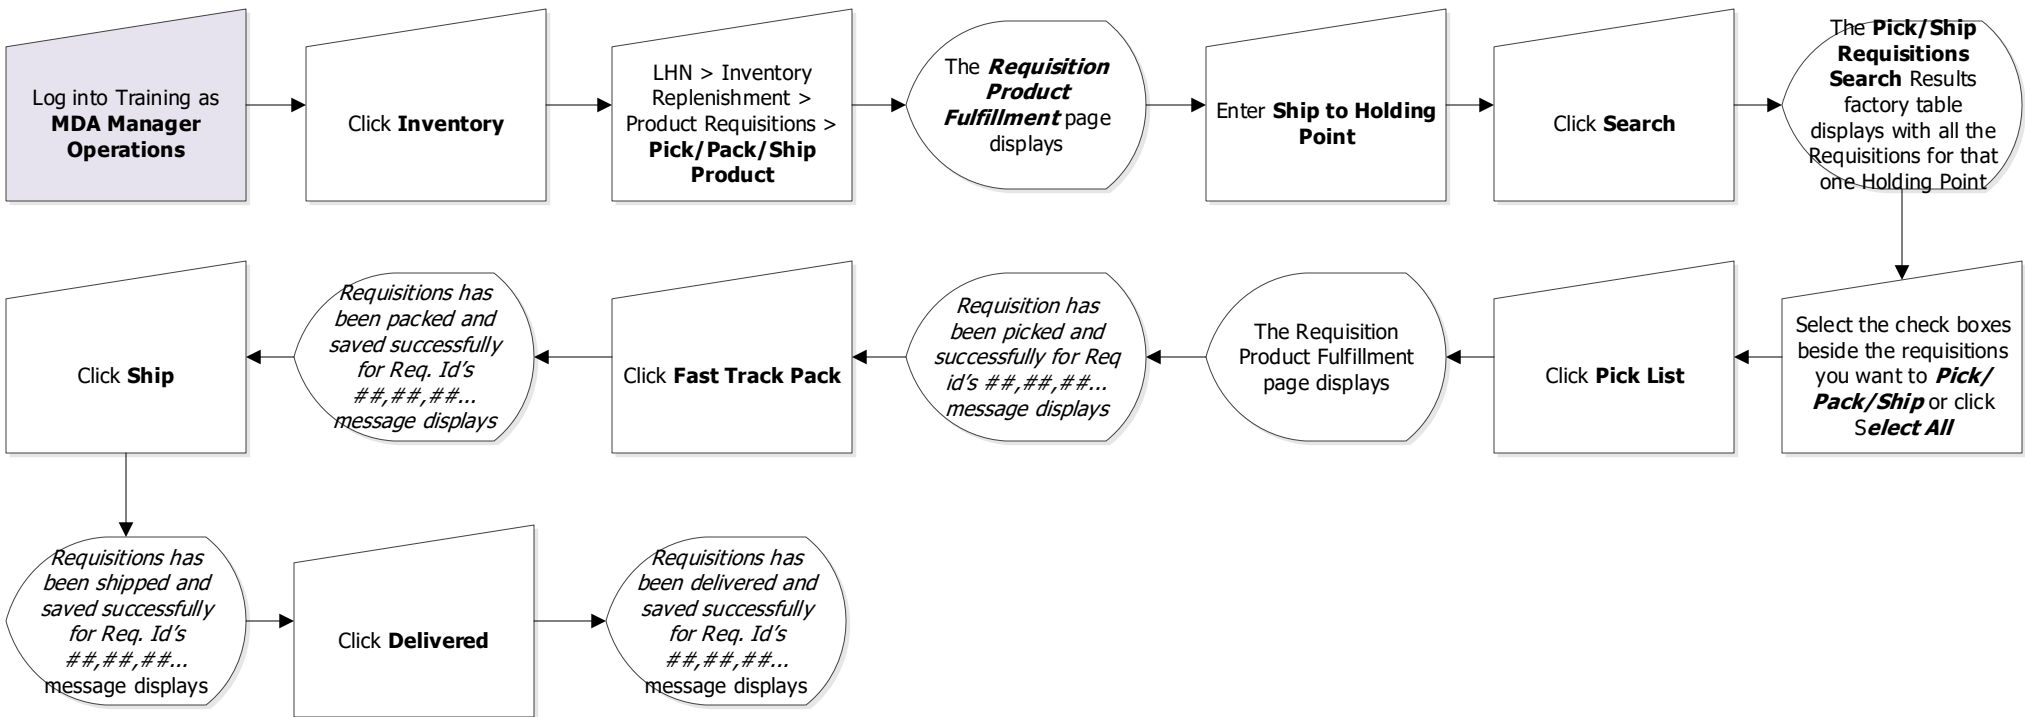 Log into Training as
MDA Manager
Operations
Click Inventory
LHN > Inventory
Replenishment >
Product Requisitions >
Pick/Pack/Ship
Product
The Requisition
Product
Fulfillment page
displays
Enter Ship to Holding
Point
Click Search
The Pick/Ship
Requisitions
Search Results
factory table
displays with all the
Requisitions for that
one Holding Point
Select the check boxes
beside the requisitions
you want to Pick/
Pack/Ship or click
Select All
Click Pick List
The Requisition
Product Fulfillment
page displays
Requisition has
been picked and
successfully for Req
id's ##,##,##...
message displays
Click Fast Track Pack
Requisitions has
been packed and
saved successfully
for Req. Id's
##,##,##...
message displays
Click Ship
Requisitions has
been shipped and
saved successfully
for Req. Id's
##,##,##...
message displays
Click Delivered
Requisitions has
been delivered and
saved successfully
for Req. Id's
##,##,##...
message displays